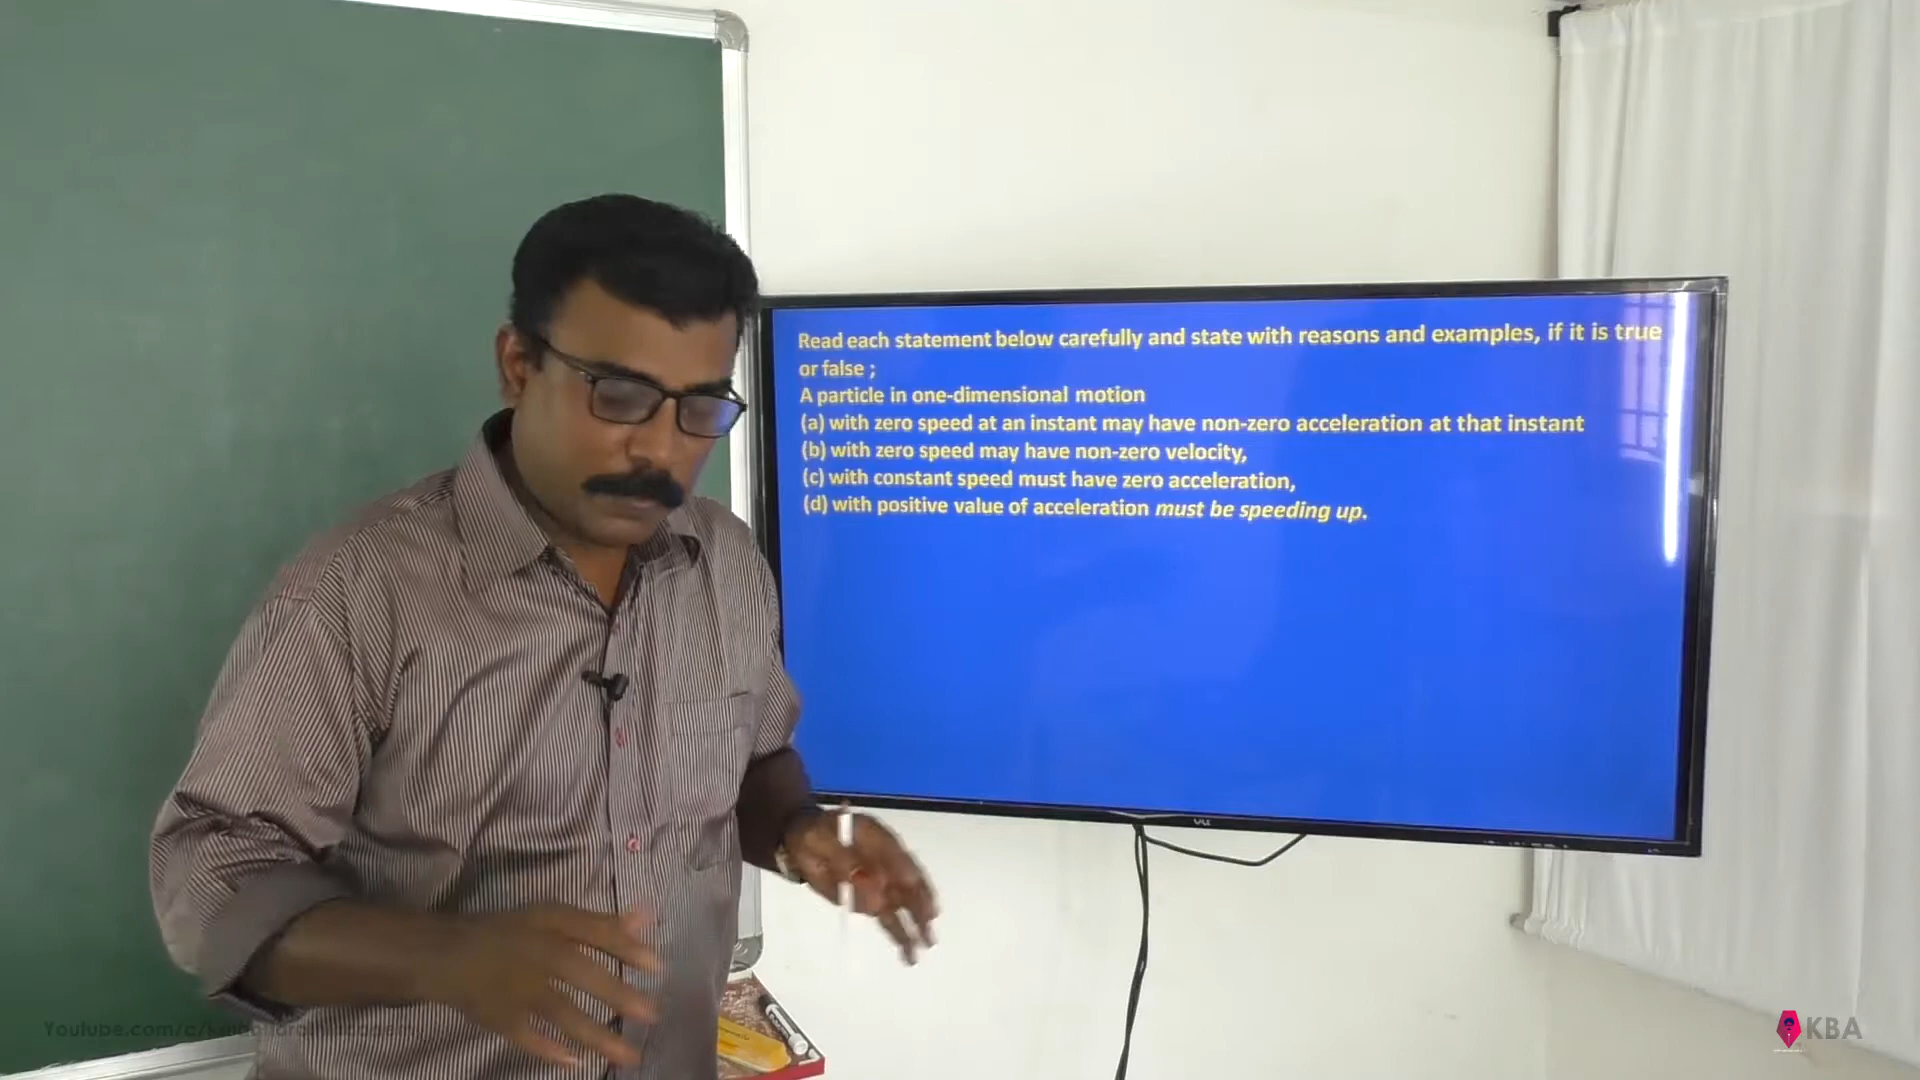 Read each statement below carefully and state with reasons and examples, if it is true
or false ;
A particle in one-dimensional motion
(a) with zero speed at an instant may have non-zero acceleration at that instant
(b) with zero speed may have non-zero velocity,
(c) with constant speed must have zero acceleration,
(d) with positive value of acceleration must be speeding up.
VU
KBA